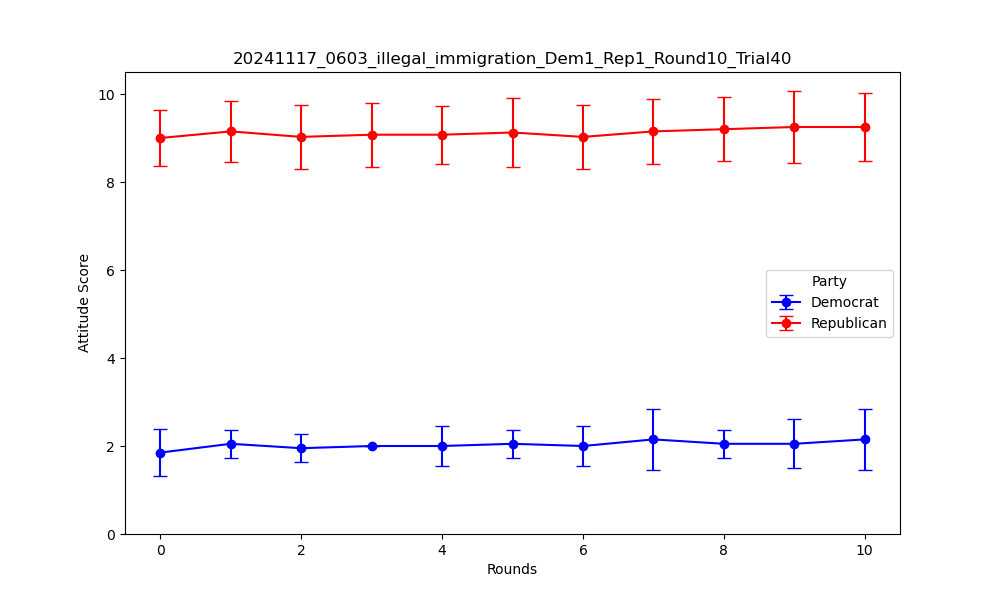 20241117_0603_illegal_immigration_Dem1_Rep1_Round10_Trial40
10
8
6
4
2
0
Attitude Score
Party
Democrat
Republican
0 2 4 6 8 10
Rounds